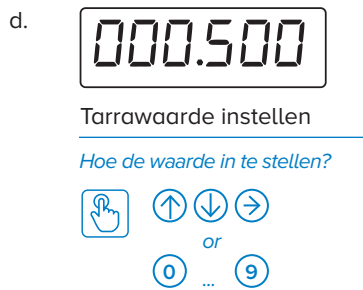 d.
000.500
Tarrawaarde instellen
Hoe de waarde in te stellen?
or
0 ... 9